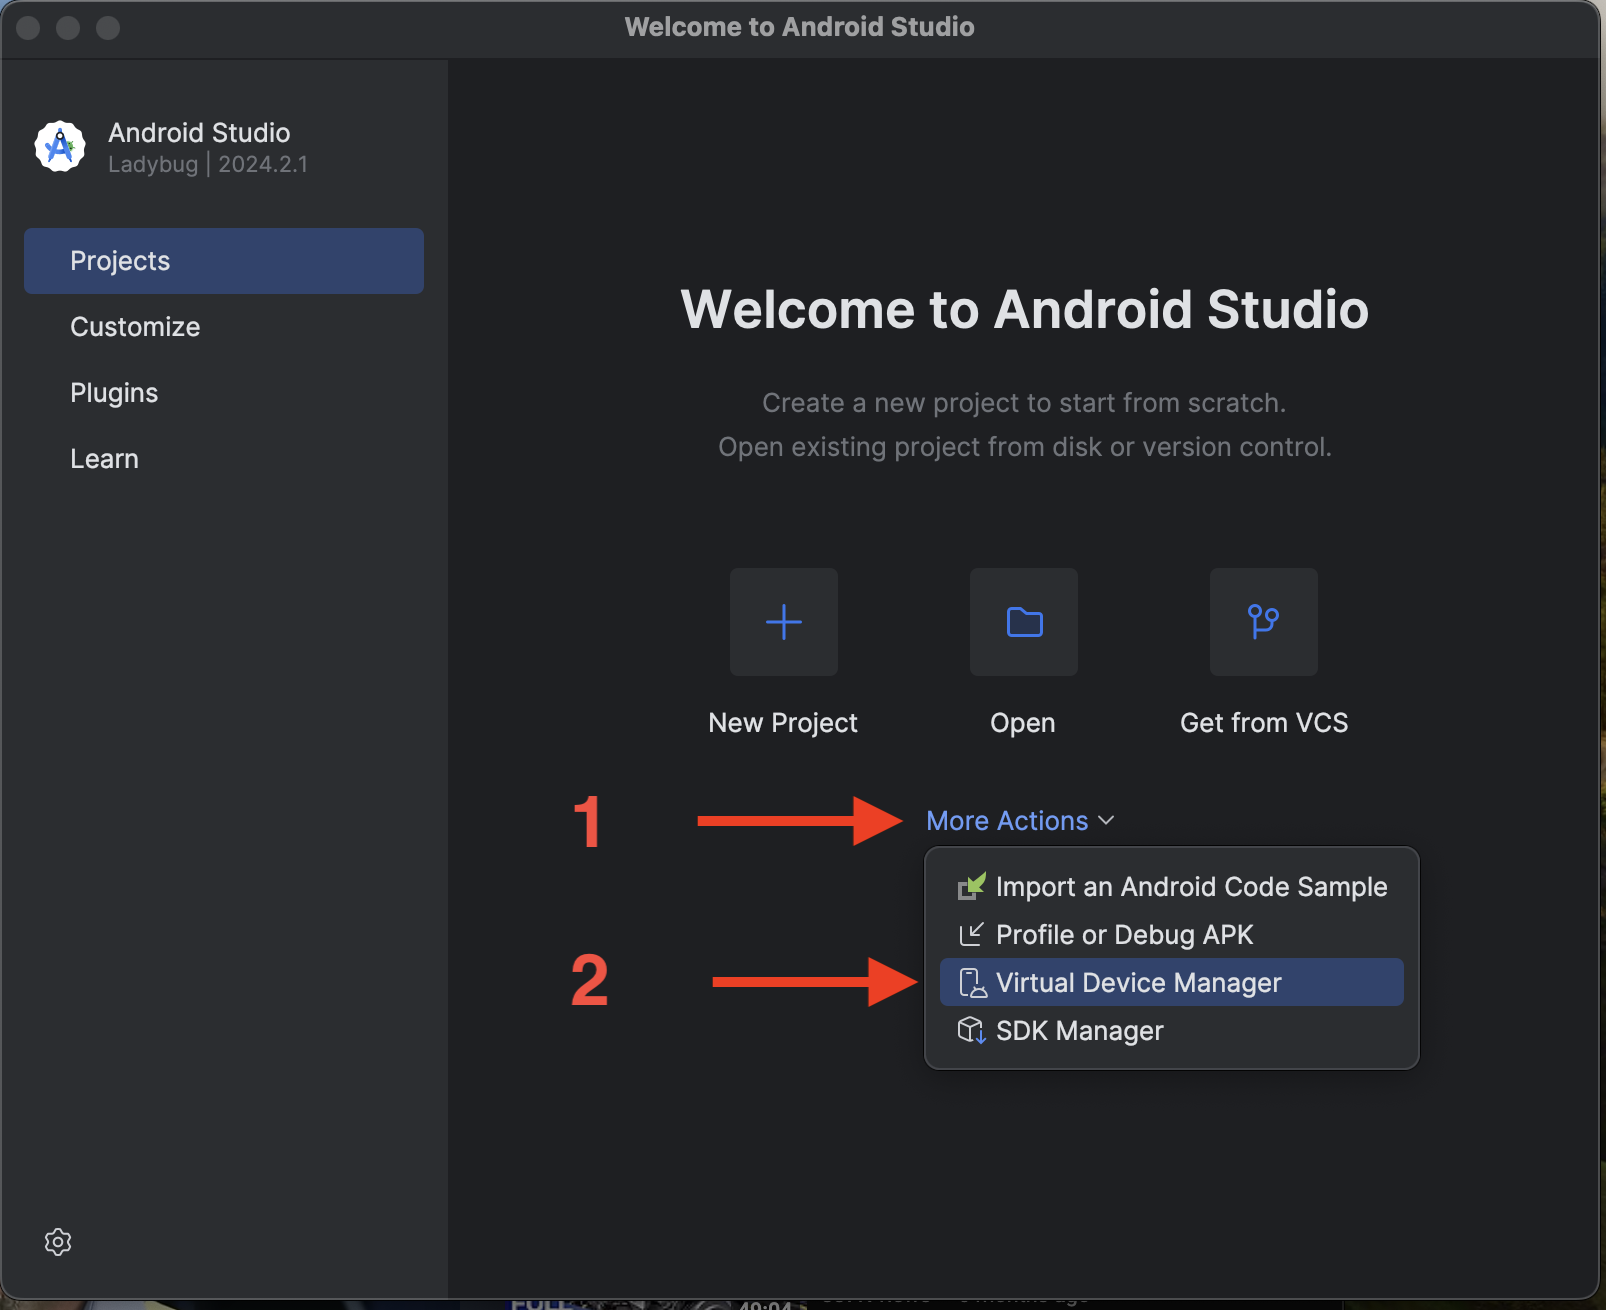 Welcome to Android Studio
Android Studio
Ladybug | 2024.2.1
Projects
Customize
Plugins
Learn
Welcome to Android Studio
Create a new project to start from scratch.
Open existing project from disk or version control.
New Project
Open
Get from VCS
1
More Actions
Import an Android Code Sample
Profile or Debug APK
2
Virtual Device Manager
SDK Manager